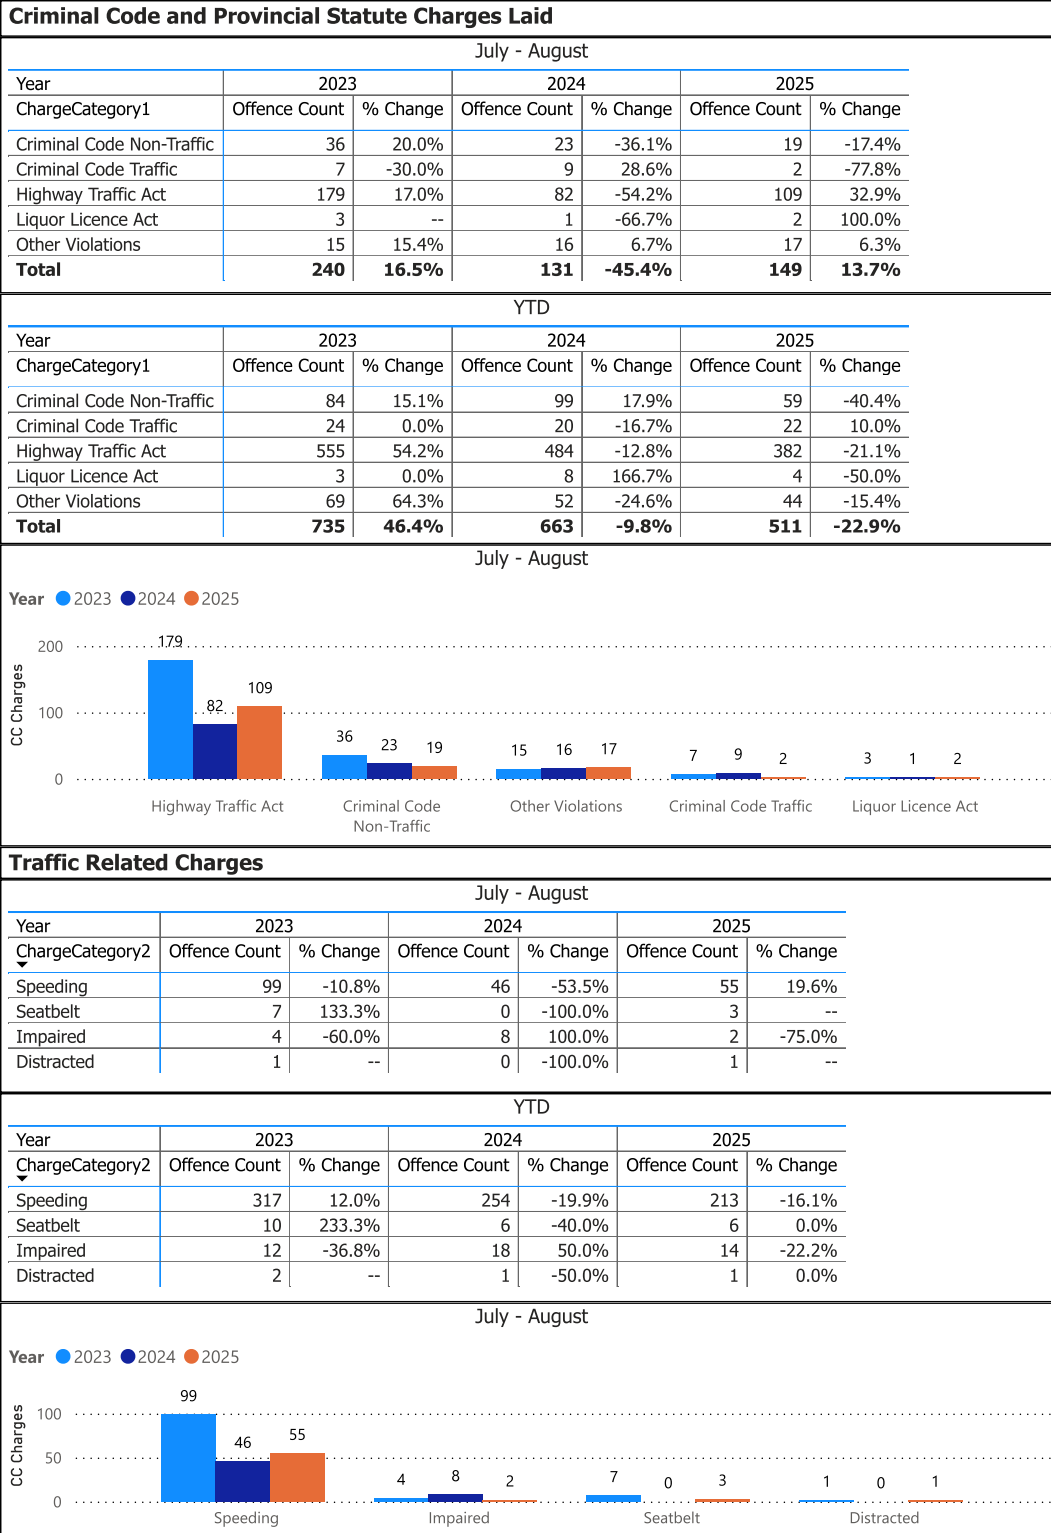 Criminal Code and Provincial Statute Charges Laid
July - August
Year 2023 2024 2025
ChargeCategory1 Offence Count % Change Offence Count % Change Offence Count % Change
Criminal Code Non-Traffic 36 20.0% 23 -36.1% 19 -17.4%
Criminal Code Traffic 7 -30.0% 9 28.6% 2 -77.8%
Highway Traffic Act 179 17.0% 82 -54.2% 109 32.9%
Liquor Licence Act 3 -- 1 -66.7% 2 100.0%
Other Violations 15 15.4% 16 6.7% 17 6.3%
Total 240 16.5% 131 -45.4% 149 13.7%
YTD
Year 2023 2024 2025
ChargeCategory1 Offence Count % Change Offence Count % Change Offence Count % Change
Criminal Code Non-Traffic 84 15.1% 99 17.9% 59 -40.4%
Criminal Code Traffic 24 0.0% 20 -16.7% 22 10.0%
Highway Traffic Act 555 54.2% 484 -12.8% 382 -21.1%
Liquor Licence Act 3 0.0% 8 166.7% 4 -50.0%
Other Violations 69 64.3% 52 -24.6% 44 -15.4%
Total 735 46.4% 663 -9.8% 511 -22.9%
July - August
Year 2023 2024 2025
CC Charges
200
100
0
179 82 109
36 23 19
15 16 17
7 9 2
3 1 2
Highway Traffic Act Criminal Code Other Violations Criminal Code Traffic Liquor Licence Act
Non-Traffic
Traffic Related Charges
July - August
Year 2023 2024 2025
ChargeCategory2 Offence Count % Change Offence Count % Change Offence Count % Change
Speeding 99 -10.8% 46 -53.5% 55 19.6%
Seatbelt 7 133.3% 0 -100.0% 3 --
Impaired 4 -60.0% 8 100.0% 2 -75.0%
Distracted 1 -- 0 -100.0% 1 --
YTD
Year 2023 2024 2025
ChargeCategory2 Offence Count % Change Offence Count % Change Offence Count % Change
Speeding 317 12.0% 254 -19.9% 213 -16.1%
Seatbelt 10 233.3% 6 -40.0% 6 0.0%
Impaired 12 -36.8% 18 50.0% 14 -22.2%
Distracted 2 -- 1 -50.0% 1 0.0%
July - August
Year 2023 2024 2025
CC Charges
100
50
0
99 46 55
4 8 2
7 0 3
1 0 1
Speeding Impaired Seatbelt Distracted